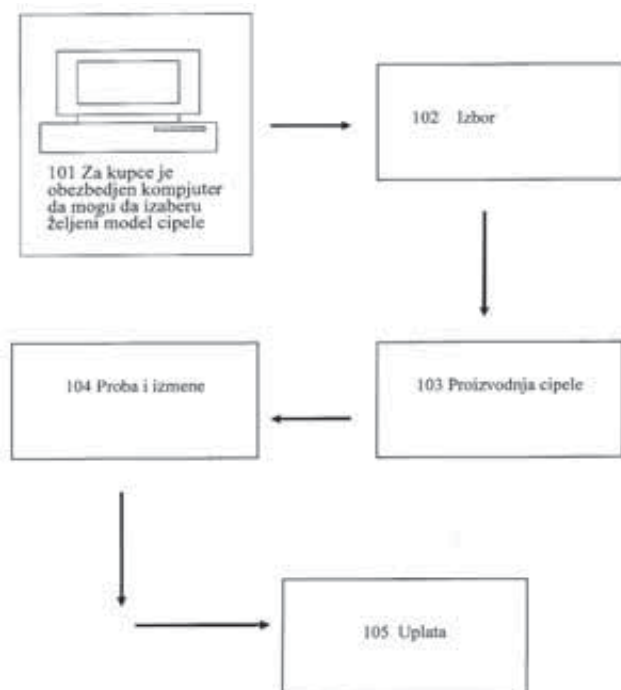 101 Za kupce je
obezbedjen kompjuter
da mogu da izaberu
željeni model cipele
102 Izbor
103 Proizvodnja cipele
104 Proba i izmene
105 Uplata